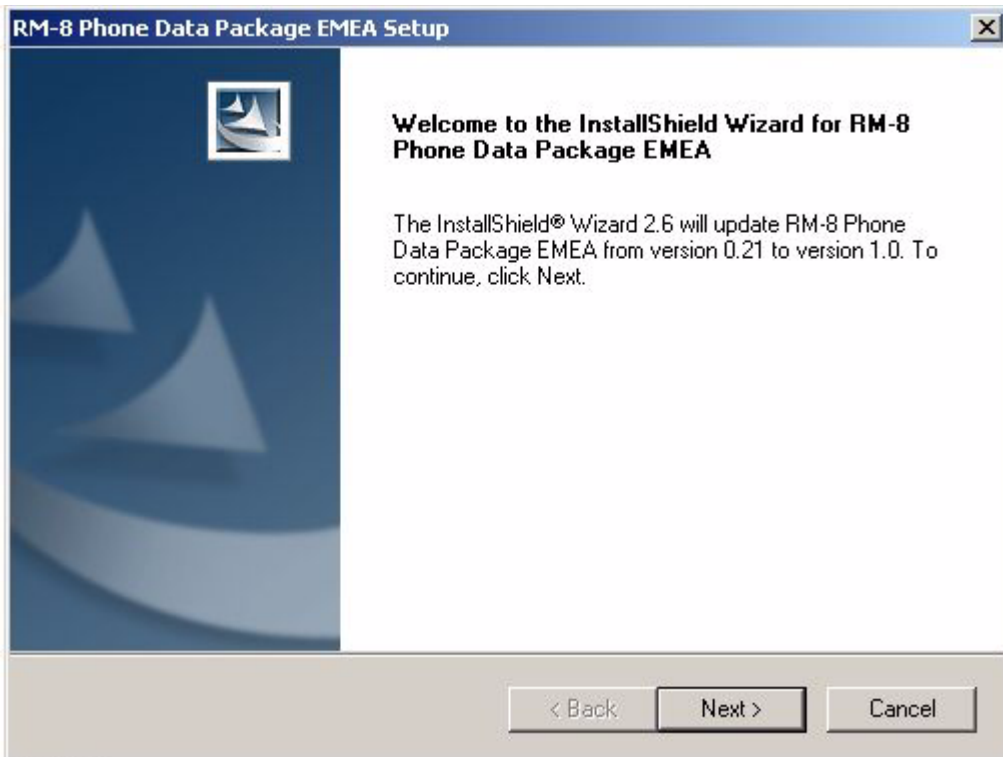 RM-8 Phone Data Package EMEA Setup
Welcome to the InstallShield Wizard for RM-8
Phone Data Package EMEA
The InstallShield® Wizard 2.6 will update RM-8 Phone
Data Package EMEA from version 0.21 to version 1.0. To
continue, click Next.
< Back
Next >
Cancel